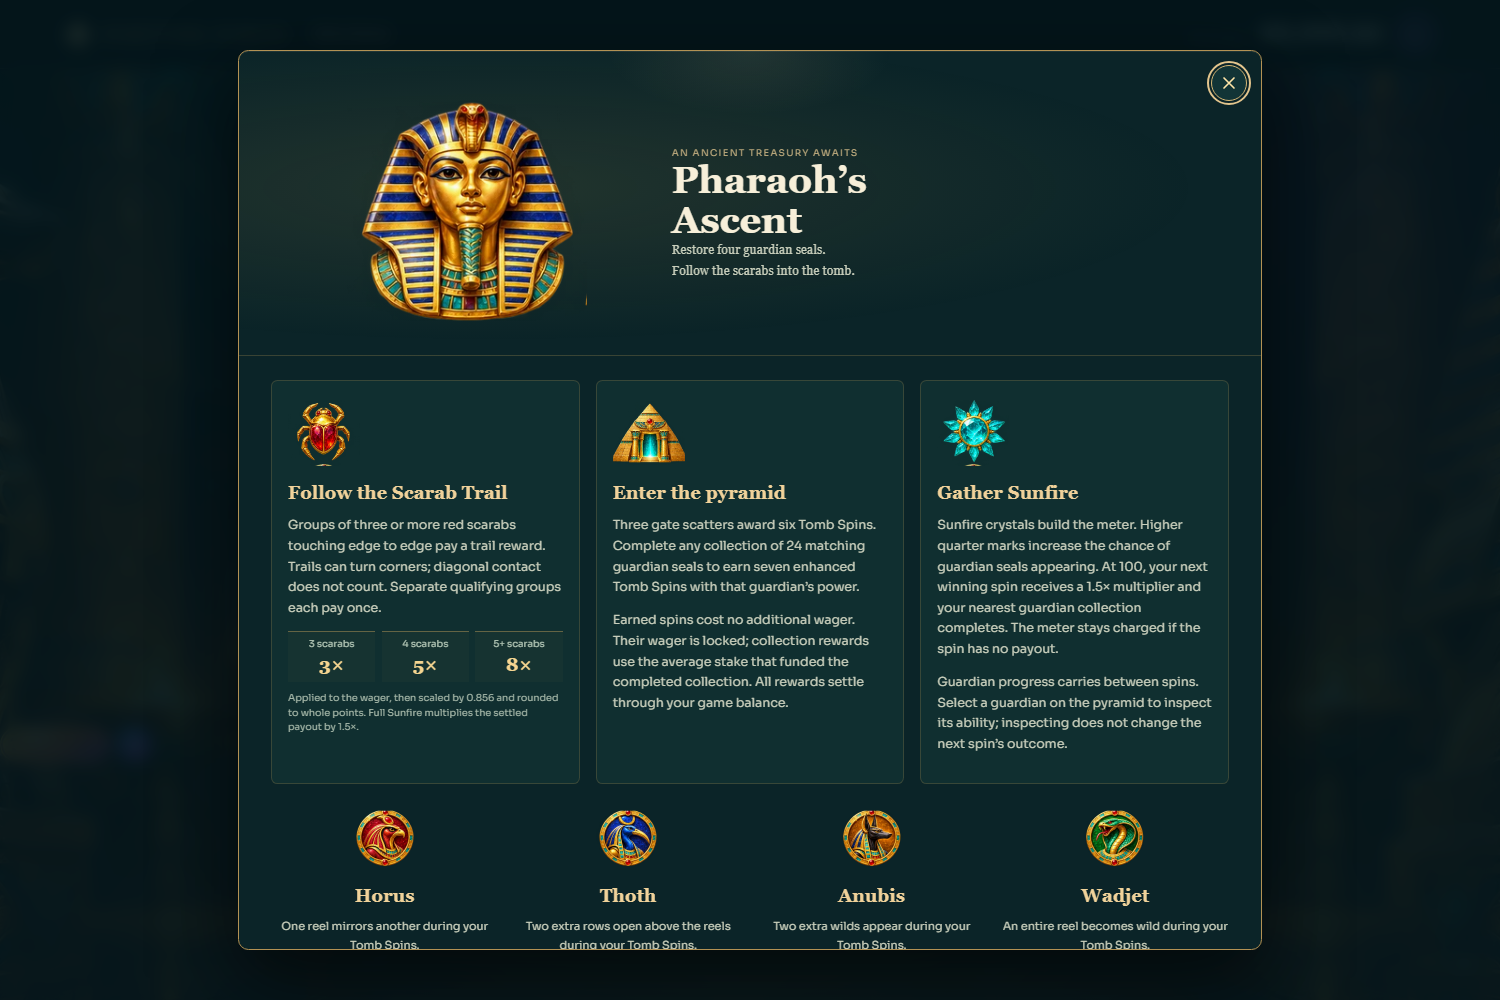 AN ANCIENT TREASURY AWAITS
Pharaoh’s
Ascent
Restore four guardian seals.
Follow the scarabs into the tomb.
Follow the Scarab Trail
Groups of three or more red scarabs
touching edge to edge pay a trail reward.
Trails can turn corners; diagonal contact
does not count. Separate qualifying groups
each pay once.
3 scarabs
3×
4 scarabs
5×
5+ scarabs
8×
Applied to the wager, then scaled by 0.856 and rounded
to whole points. Full Sunfire multiplies the settled
payout by 1.5×.
Enter the pyramid
Three gate scatters award six Tomb Spins.
Complete any collection of 24 matching
guardian seals to earn seven enhanced
Tomb Spins with that guardian’s power.
Earned spins cost no additional wager.
Their wager is locked; collection rewards
use the average stake that funded the
completed collection. All rewards settle
through your game balance.
Gather Sunfire
Sunfire crystals build the meter. Higher
quarter marks increase the chance of
guardian seals appearing. At 100, your next
winning spin receives a 1.5× multiplier and
your nearest guardian collection
completes. The meter stays charged if the
spin has no payout.
Guardian progress carries between spins.
Select a guardian on the pyramid to inspect
its ability; inspecting does not change the
next spin’s outcome.
Horus
One reel mirrors another during your
Tomb Spins.
Thoth
Two extra rows open above the reels
during your Tomb Spins.
Anubis
Two extra wilds appear during your
Tomb Spins.
Wadjet
An entire reel becomes wild during your
Tomb Spins.